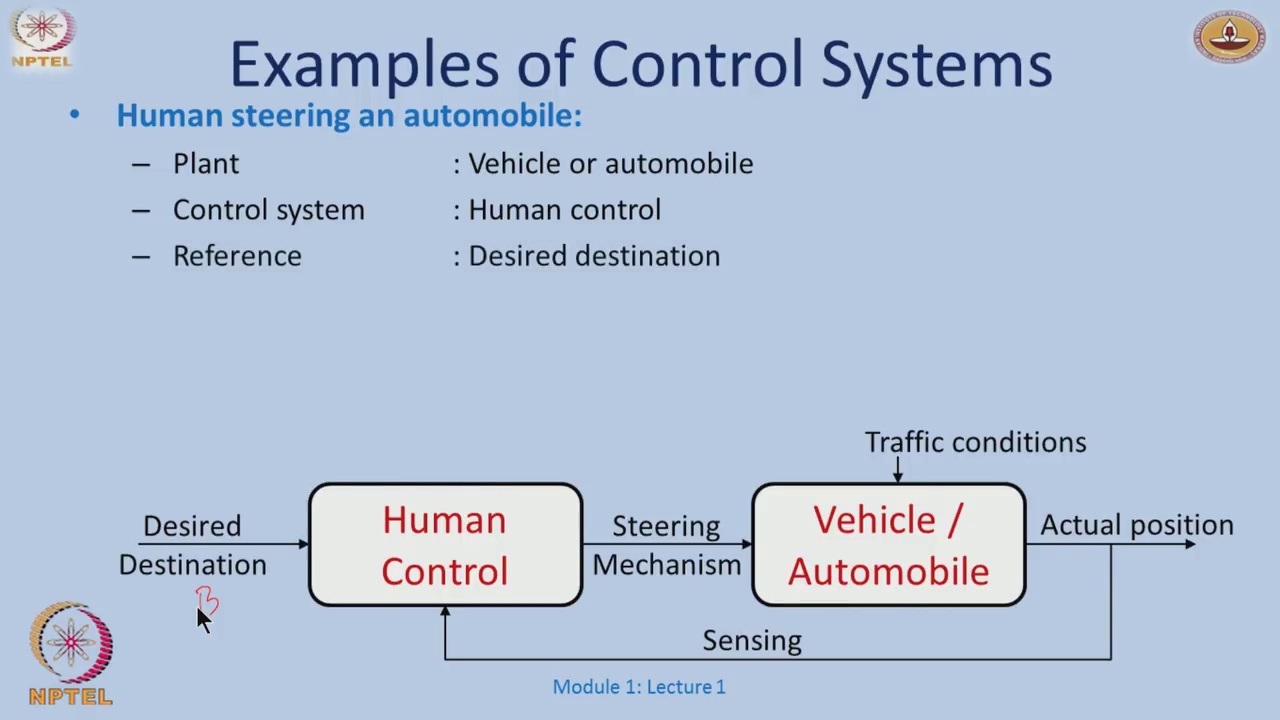 NPTEL
Examples of Control Systems
• Human steering an automobile:
– Plant : Vehicle or automobile
– Control system : Human control
– Reference : Desired destination
Traffic conditions
Desired
Destination
B
Human
Control
Steering
Mechanism
Vehicle /
Automobile
Actual position
Sensing
NPTEL
Module 1: Lecture 1